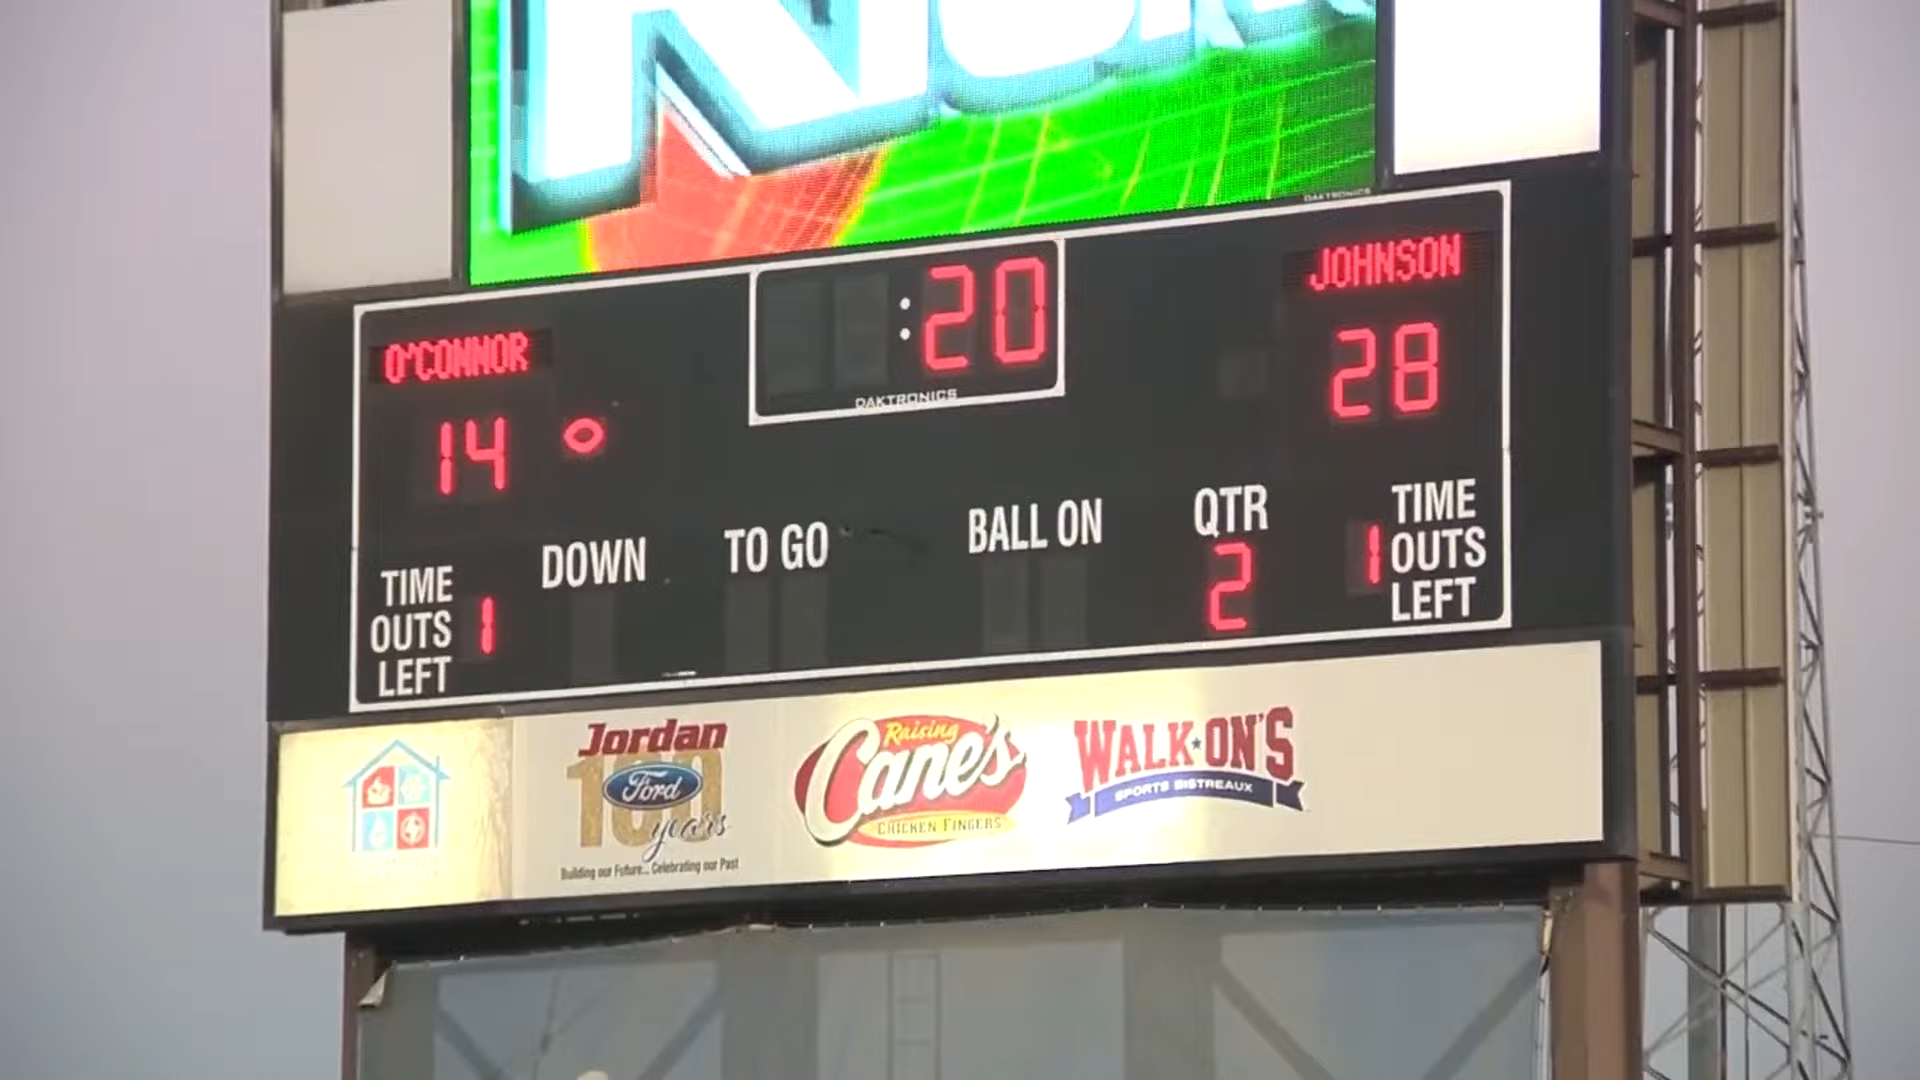 DAKTRONICS
:20
JOHNSON
O'CONNOR
28
DAKTRONICS
14
DOWN
TO GO
BALL ON
QTR
2
1
TIME
OUTS
LEFT
TIME
OUTS
LEFT
1
Jordan
100
Ford
years
Building our Future... Celebrating our Past
Raising
Cane's
CHICKEN FINGERS
WALK-ON'S
SPORTS BISTREAUX